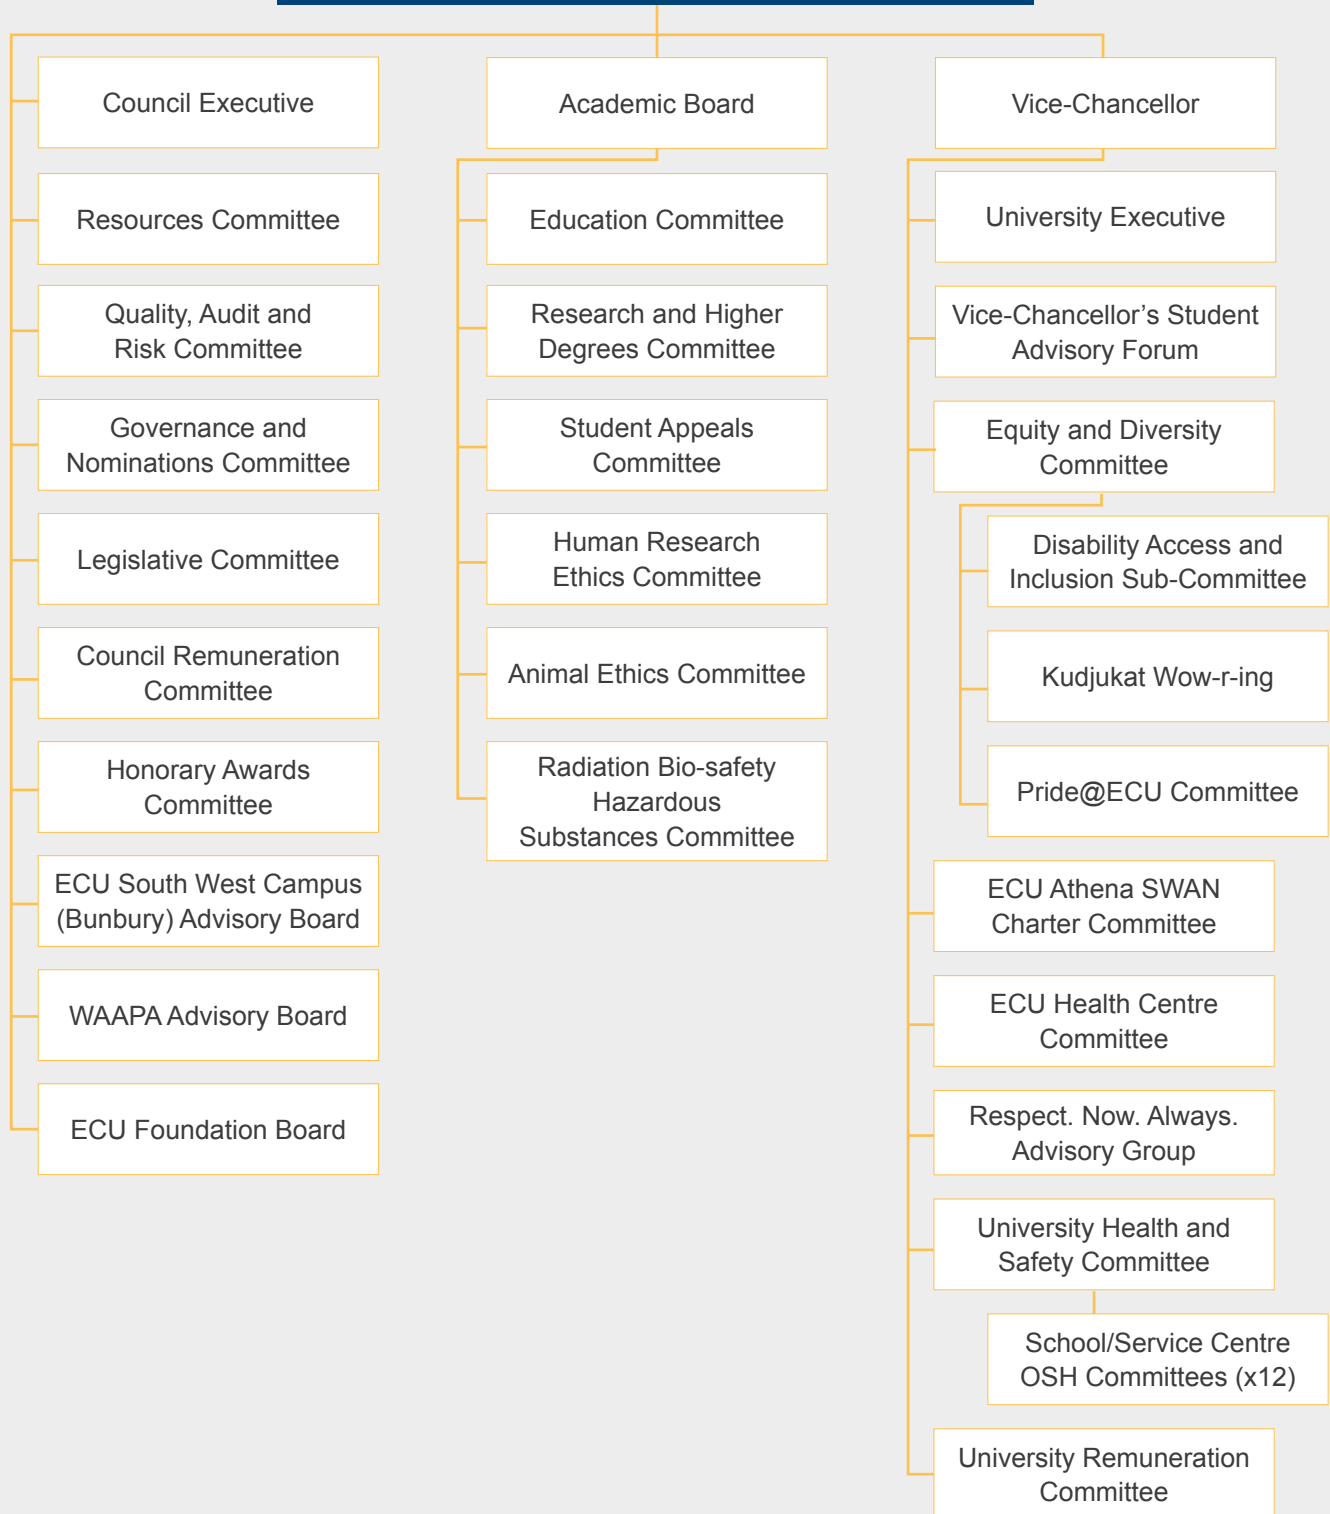 Council Executive
Resources Committee
Quality, Audit and
Risk Committee
Governance and
Nominations Committee
Legislative Committee
Council Remuneration
Committee
Honorary Awards
Committee
ECU South West Campus
(Bunbury) Advisory Board
WAAPA Advisory Board
ECU Foundation Board
Academic Board
Education Committee
Research and Higher
Degrees Committee
Student Appeals
Committee
Human Research
Ethics Committee
Animal Ethics Committee
Radiation Bio-safety
Hazardous
Substances Committee
Vice-Chancellor
University Executive
Vice-Chancellor’s Student
Advisory Forum
Equity and Diversity
Committee
Disability Access and
Inclusion Sub-Committee
Kudjukat Wow-r-ing
Pride@ECU Committee
ECU Athena SWAN
Charter Committee
ECU Health Centre
Committee
Respect. Now. Always.
Advisory Group
University Health and
Safety Committee
School/Service Centre
OSH Committees (x12)
University Remuneration
Committee